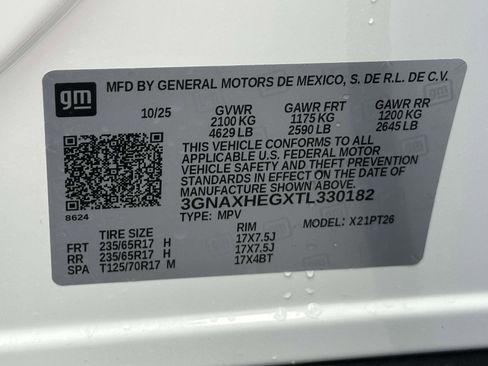 gm
MFD BY GENERAL MOTORS DE MEXICO, S. DE R.L. DE C.V.
10/25 GVWR GAWR FRT GAWR RR
2100 KG 1175 KG 1200 KG
4629 LB 2590 LB 2645 LB
THIS VEHICLE CONFORMS TO ALL
APPLICABLE U.S. FEDERAL MOTOR
VEHICLE SAFETY AND THEFT PREVENTION
STANDARDS IN EFFECT ON THE DATE OF
MANUFACTURE SHOWN ABOVE.
3GNAXHEGXTL330182
8624
TYPE: MPV MODEL: X21PT26
TIRE SIZE RIM
FRT 235/65R17 H 17X7.5J
RR 235/65R17 H 17X7.5J
SPA T125/70R17 M 17X4BT